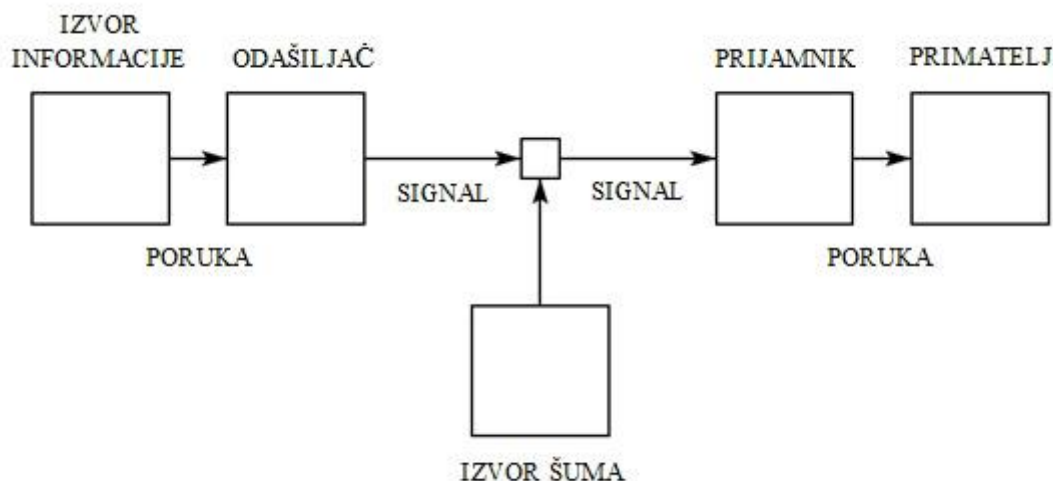 IZVOR
INFORMACIJE
ODAŠILJAČ
PRIJAMNIK
PRIMATELJ
SIGNAL
SIGNAL
PORUKA
PORUKA
IZVOR ŠUMA